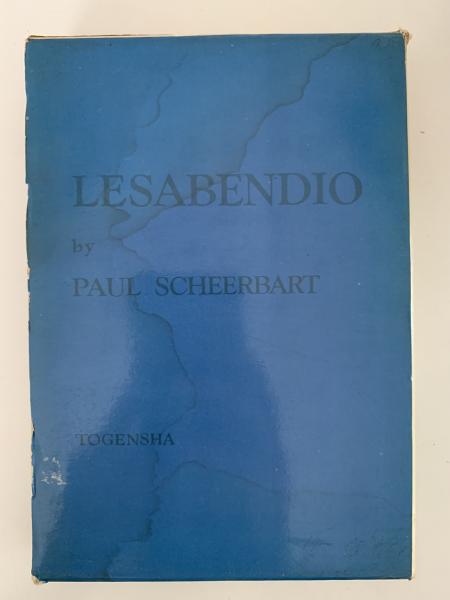 LESABENDIO
by
PAUL SCHEERBART
TOGENSHA